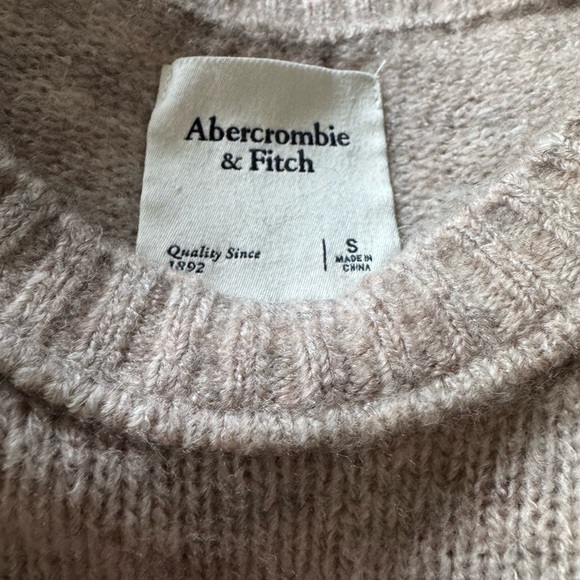 Abercrombie
& Fitch
Quality Since
1892
S
MADE IN
CHINA